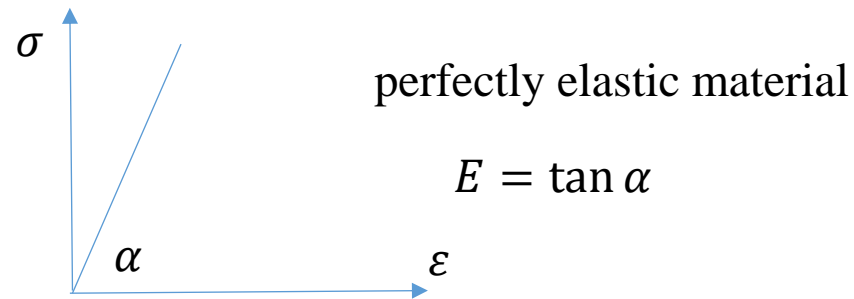 σ
perfectly elastic material
E = tan α
α
ε